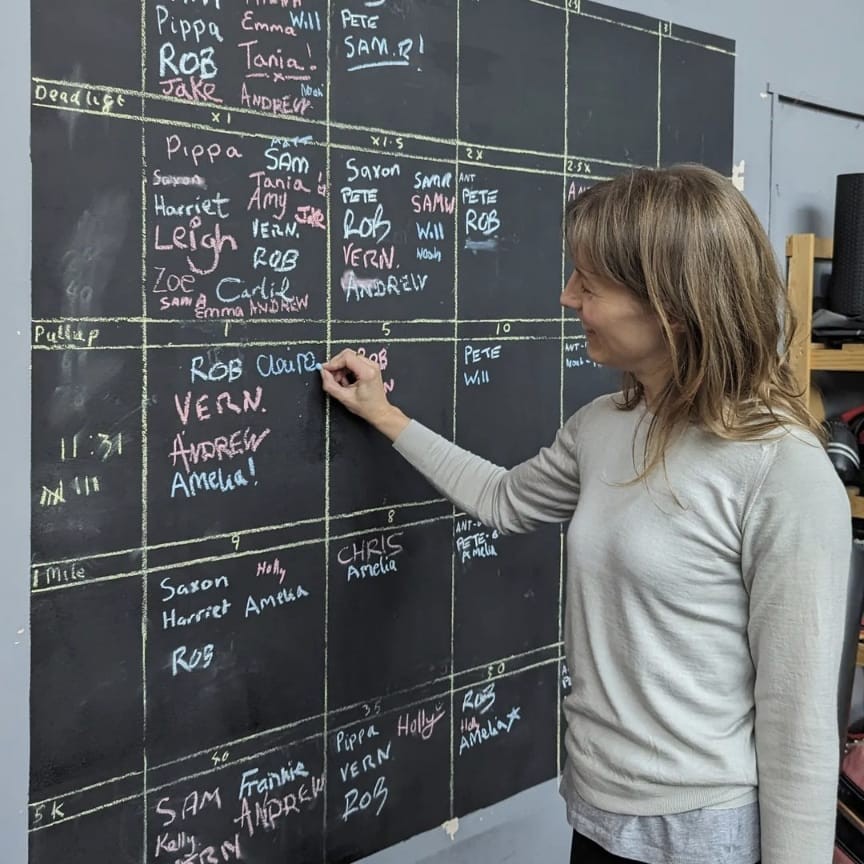 Pippa Emma Will
ROB Tania!
Jake ANDREW Noah
PETE
SAM.R!
3
Deadlift
x1 x1.5 2x 2.5x
Pippa SAM
Saxon Tania!
Harriet Amy JAKE
Leigh VERN.
ROB
Zoe Carlie
SAM A Emma ANDREW
Saxon SAMR
PETE SAMW
ROB Will
VERN. Noah
ANDREW
ANT
PETE
ROB
Pullup
1 5 10
ROB Claire
VERN.
ANDREW
Amelia!
ROB
PETE
Will
ANT-
11:31
1 Mile
9 8
Saxon Holly
Harriet Amelia
ROB
CHRIS
Amelia
PETE-B
Amelia
5K
40 35 30
SAM Frankie
ANDREW
Kelly
Pippa Holly
VERN
ROB
ROB
Holly
Amelia